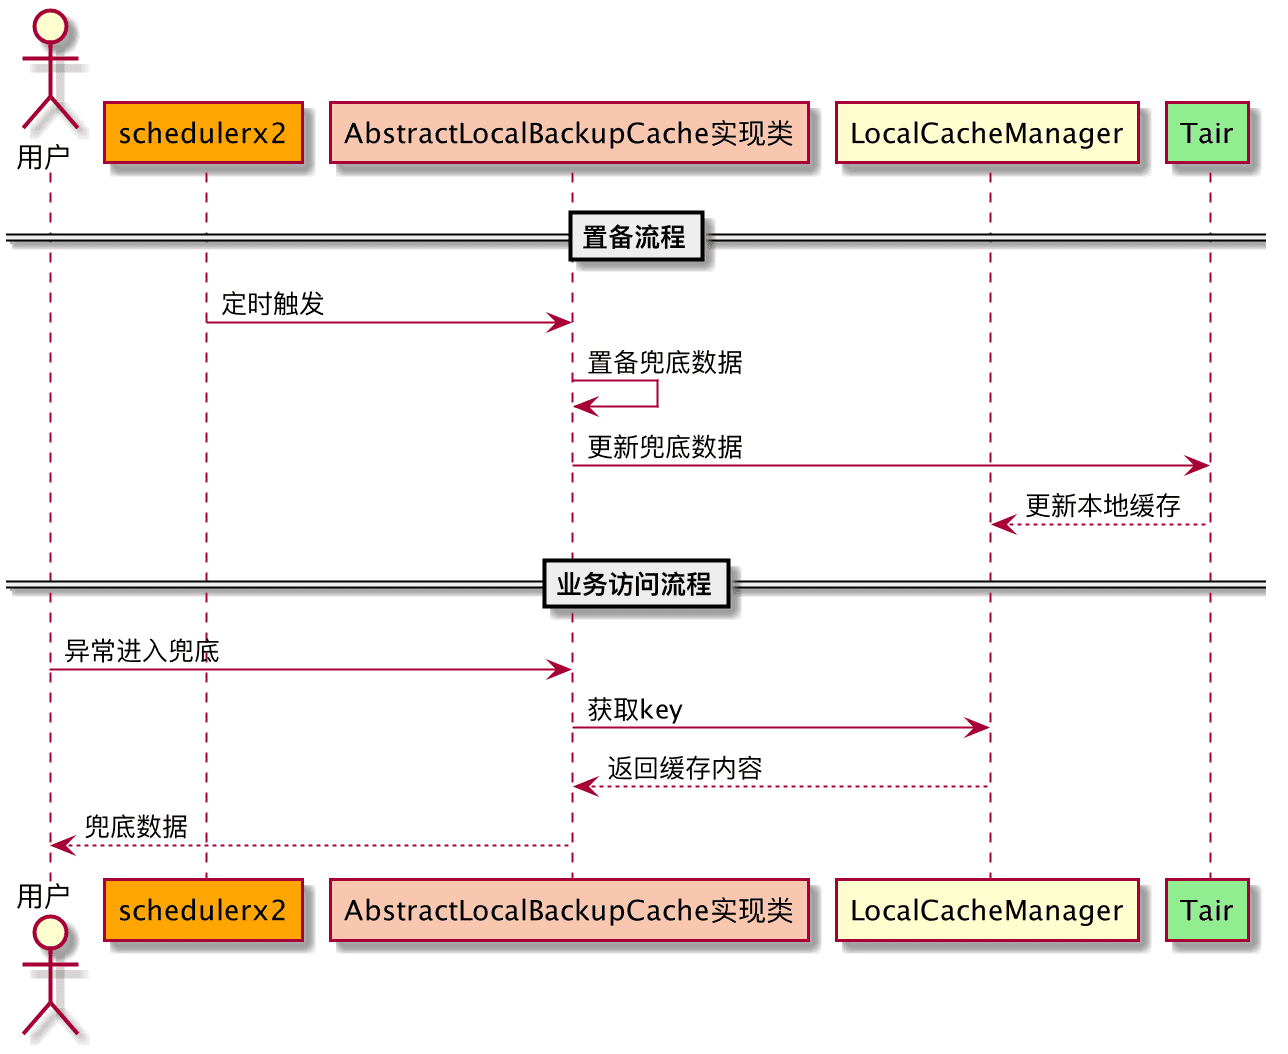 用户
schedulerx2
AbstractLocalBackupCache实现类
LocalCacheManager
Tair
置备流程
定时触发
置备兜底数据
更新兜底数据
更新本地缓存
业务访问流程
异常进入兜底
获取key
返回缓存内容
兜底数据
用户
schedulerx2
AbstractLocalBackupCache实现类
LocalCacheManager
Tair